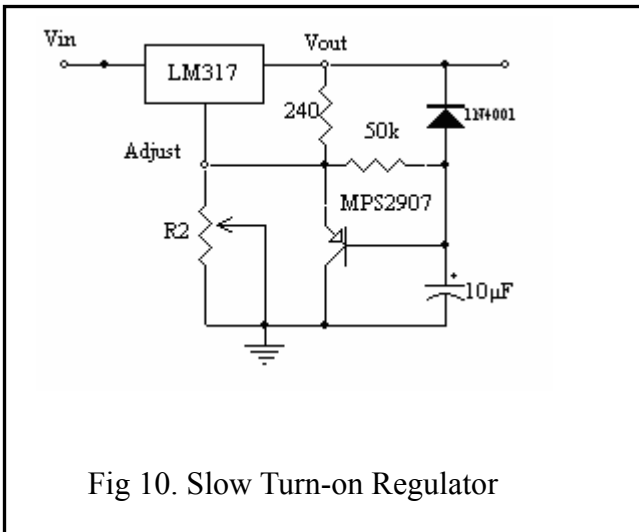 Vin
Vout
LM317
240
1N4001
50k
Adjust
MPS2907
R2
+
10µF
Fig 10. Slow Turn-on Regulator